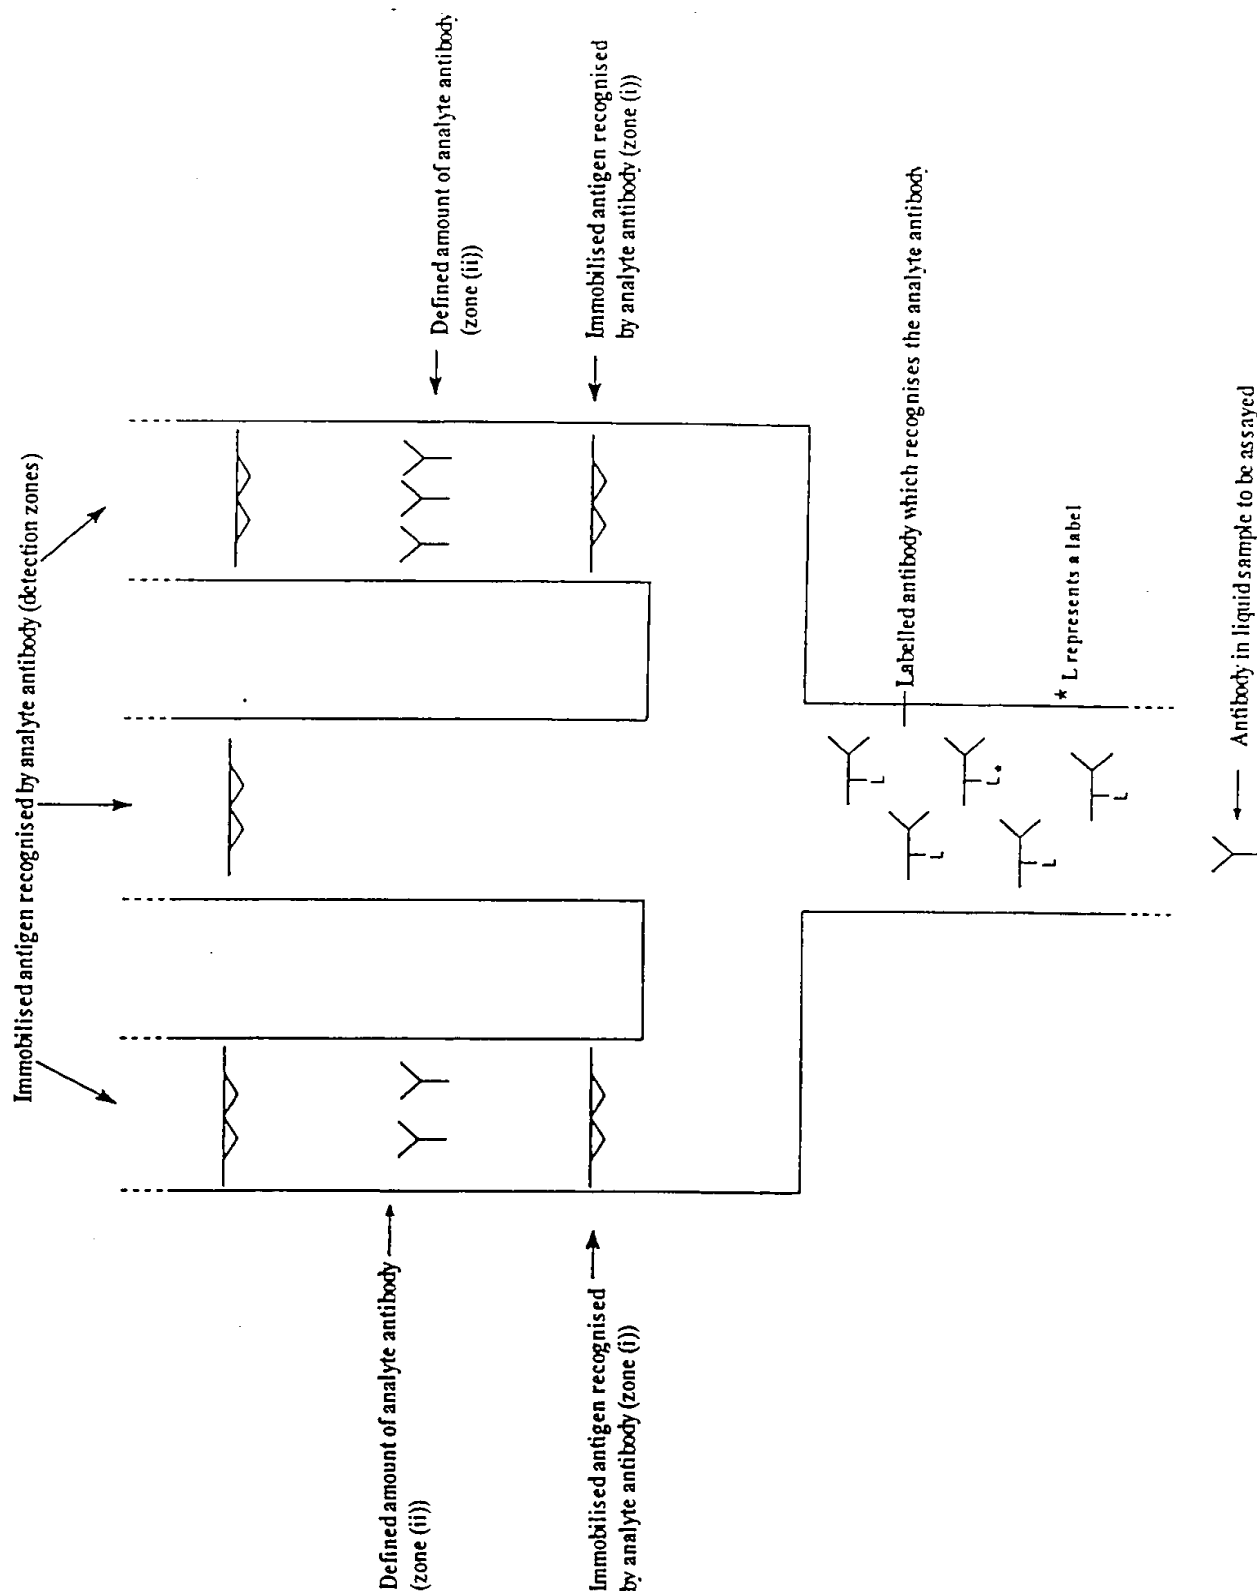 Immobilised antigen recognised by analyte antibody (detection zones)
Defined amount of analyte antibody
(zone (ii))
Defined amount of analyte antibody
(zone (ii))
Immobilised antigen recognised
by analyte antibody (zone (i))
Immobilised antigen recognised
by analyte antibody (zone (i))
Labelled antibody which recognises the analyte antibody
L
L
L*
L
L
* L represents a label
Antibody in liquid sample to be assayed